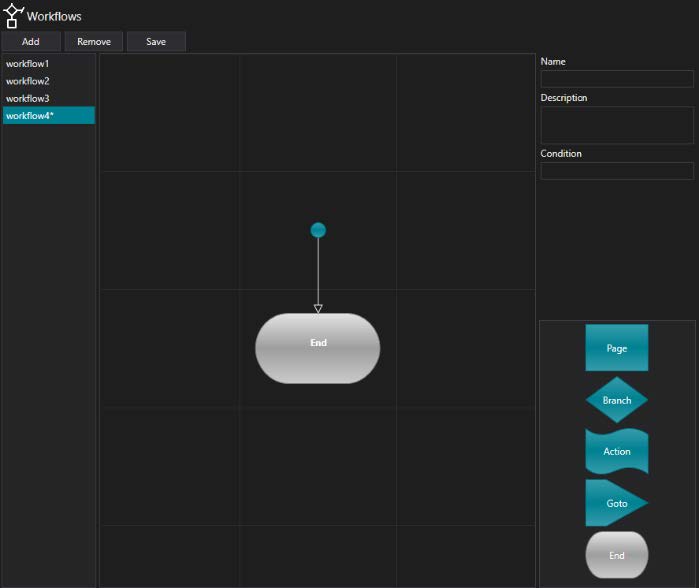 Workflows
Add Remove Save
workflow1
workflow2
workflow3
workflow4*
End
Name
Description
Condition
Page
Branch
Action
Goto
End